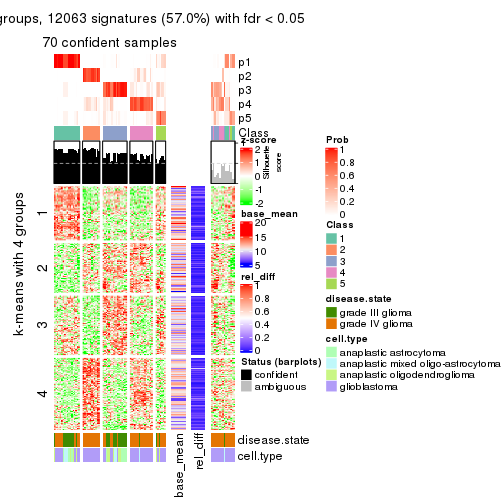 groups, 12063 signatures (57.0%) with fdr < 0.05
70 confident samples
p1
p2
p3
p4
p5
Class
z-score
2
1
0
-1
-2
Silhouette
score
base_mean
20
15
10
5
rel_diff
1
0.8
0.6
0.4
0.2
0
Status (barplots)
confident
ambiguous
Prob
1
0.8
0.6
0.4
0.2
0
Class
1
2
3
4
5
disease.state
grade III glioma
grade IV glioma
cell.type
anaplastic astrocytoma
anaplastic mixed oligo-astrocytoma
anaplastic oligodendroglioma
glioblastoma
k-means with 4 groups
1
2
3
4
disease.state
cell.type
base_mean
rel_diff